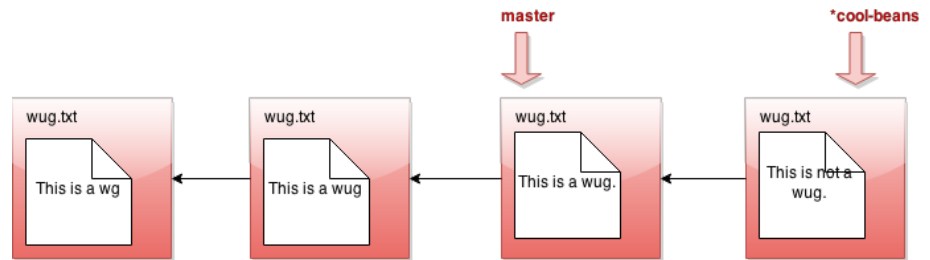 master
*cool-beans
wug.txt
This is a wg
wug.txt
This is a wug
wug.txt
This is a wug.
wug.txt
This is not a
wug.